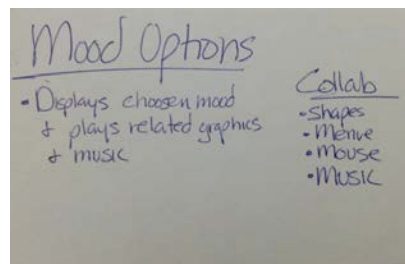 Mood Options
• Displays choosen mood
& plays related graphics
& music
Collab
• Shapes
• Menue
• Mouse
• Music